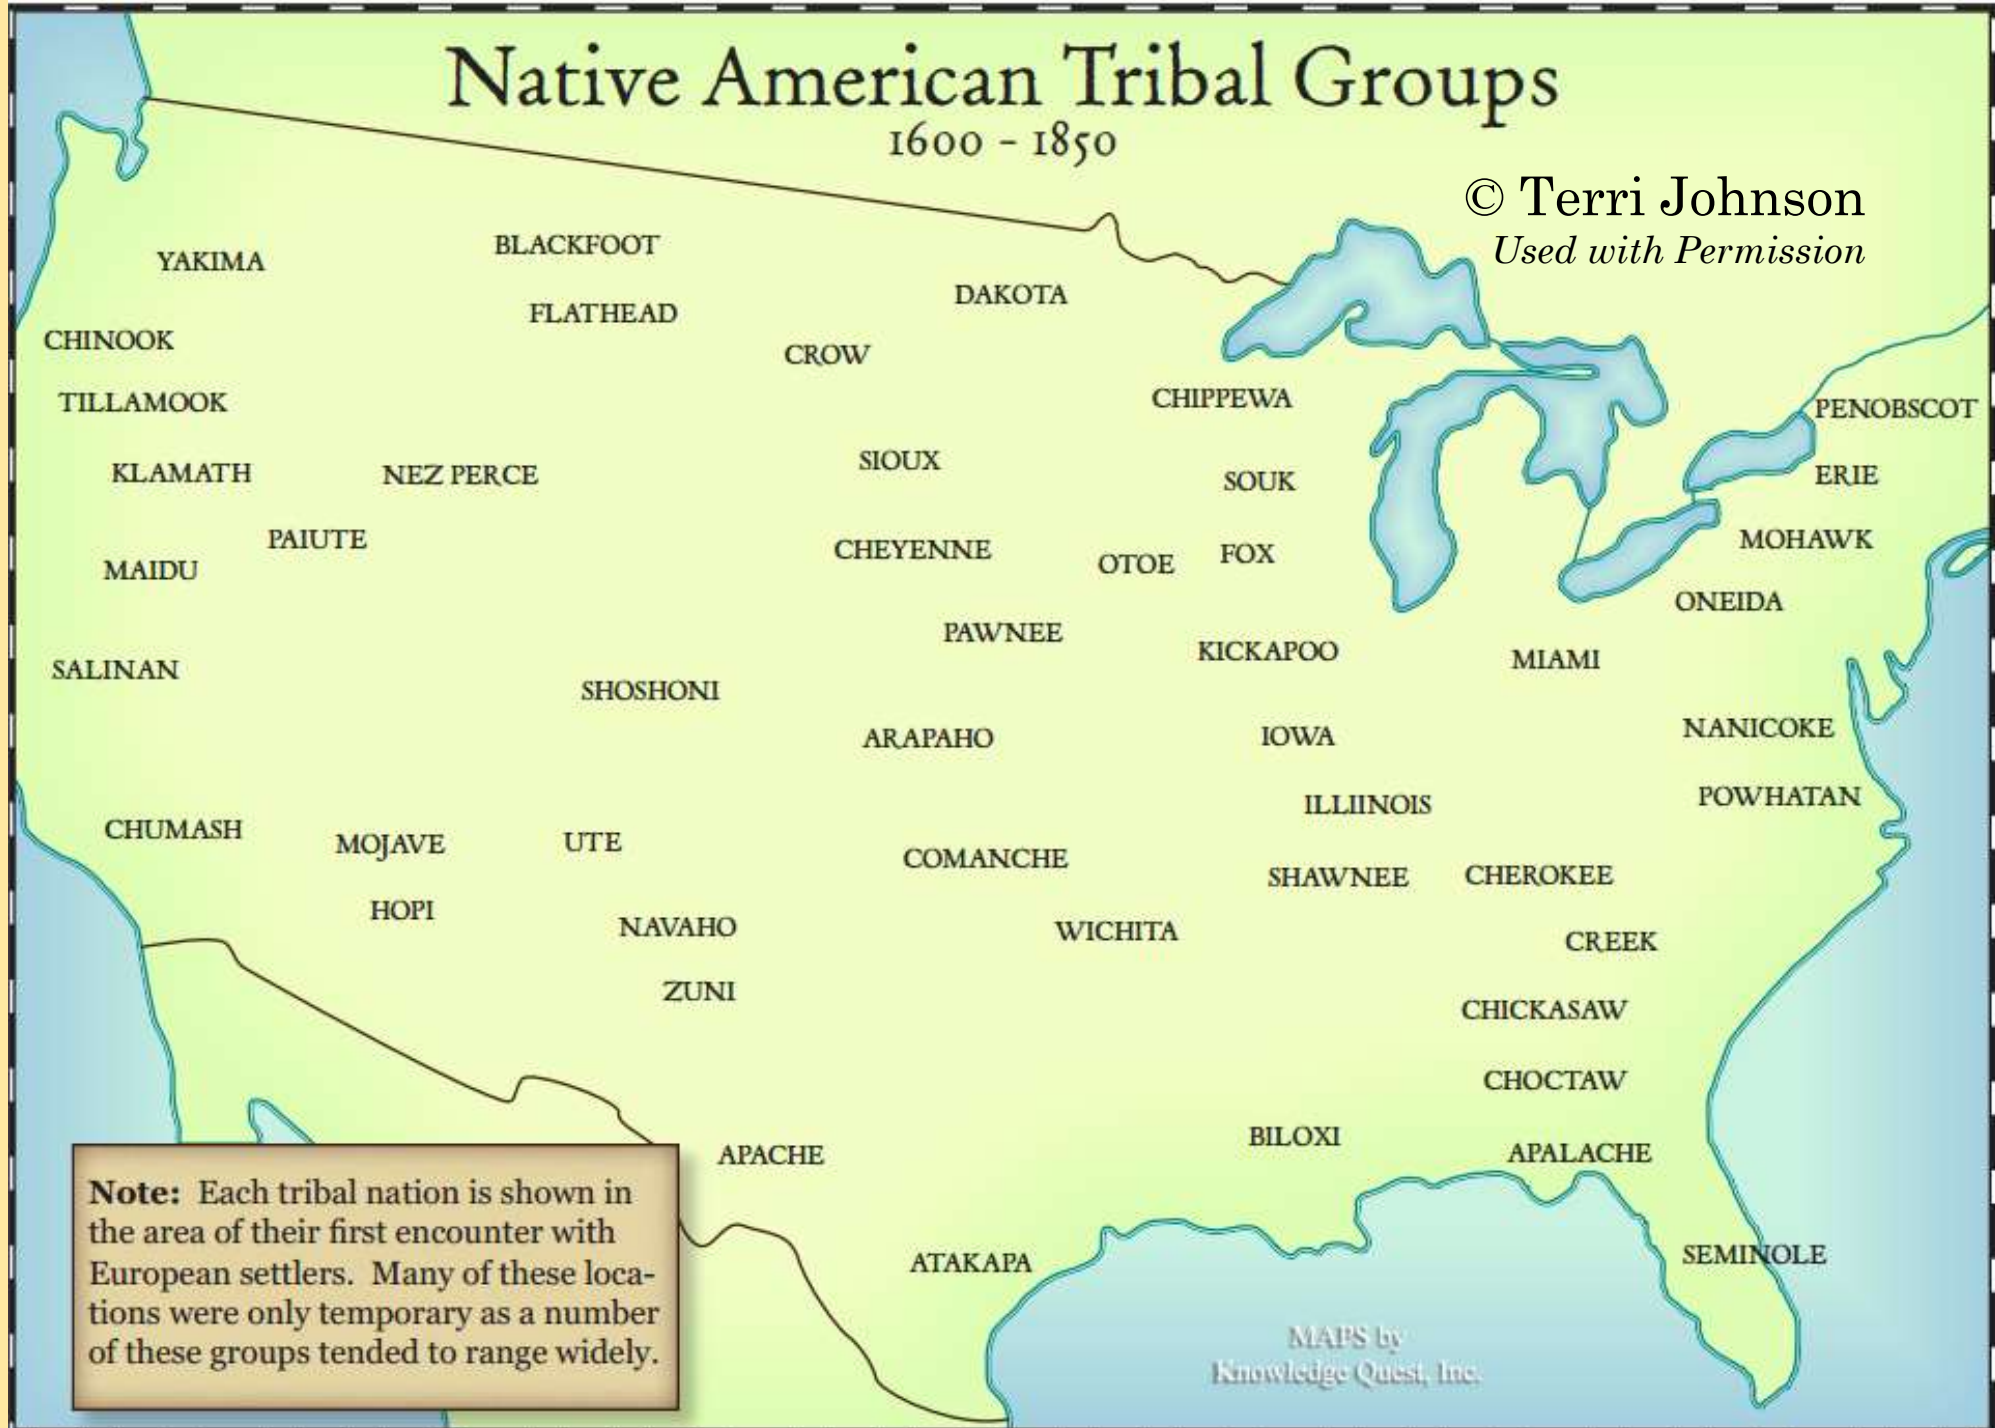 Native American Tribal Groups
1600 - 1850
© Terri Johnson
Used with Permission
YAKIMA
BLACKFOOT
FLATHEAD
DAKOTA
CHINOOK
CROW
TILLAMOOK
CHIPPEWA
PENOBSCOT
KLAMATH
NEZ PERCE
SIOUX
SOUK
ERIE
PAIUTE
MAIDU
CHEYENNE
OTOE
FOX
MOHAWK
ONEIDA
PAWNEE
KICKAPOO
MIAMI
SALINAN
SHOSHONI
ARAPAHO
IOWA
NANICOKE
ILLIINOIS
POWHATAN
CHUMASH
MOJAVE
UTE
COMANCHE
SHAWNEE
CHEROKEE
HOPI
NAVAHO
WICHITA
CREEK
ZUNI
CHICKASAW
CHOCTAW
BILOXI
APACHE
APALACHE
ATAKAPA
SEMINOLE
Note: Each tribal nation is shown in
the area of their first encounter with
European settlers. Many of these loca-
tions were only temporary as a number
of these groups tended to range widely.
MAPS by
Knowledge Quest, Inc.